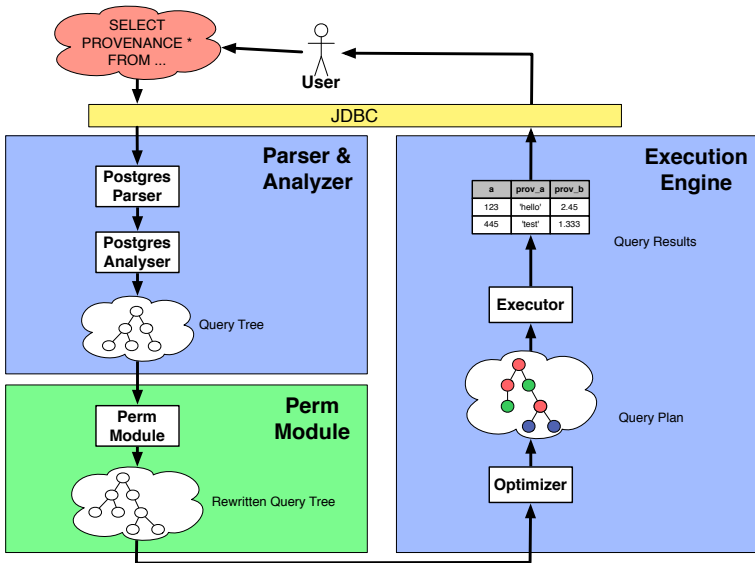 SELECT
PROVENANCE *
FROM ...
User
JDBC
Parser &
Analyzer
Postgres
Parser
Postgres
Analyser
Query Tree
Perm
Module
Perm
Module
Rewritten Query Tree
Execution
Engine
a prov_a prov_b
123 'hello' 2.45
445 'test' 1.333
Query Results
Executor
Query Plan
Optimizer